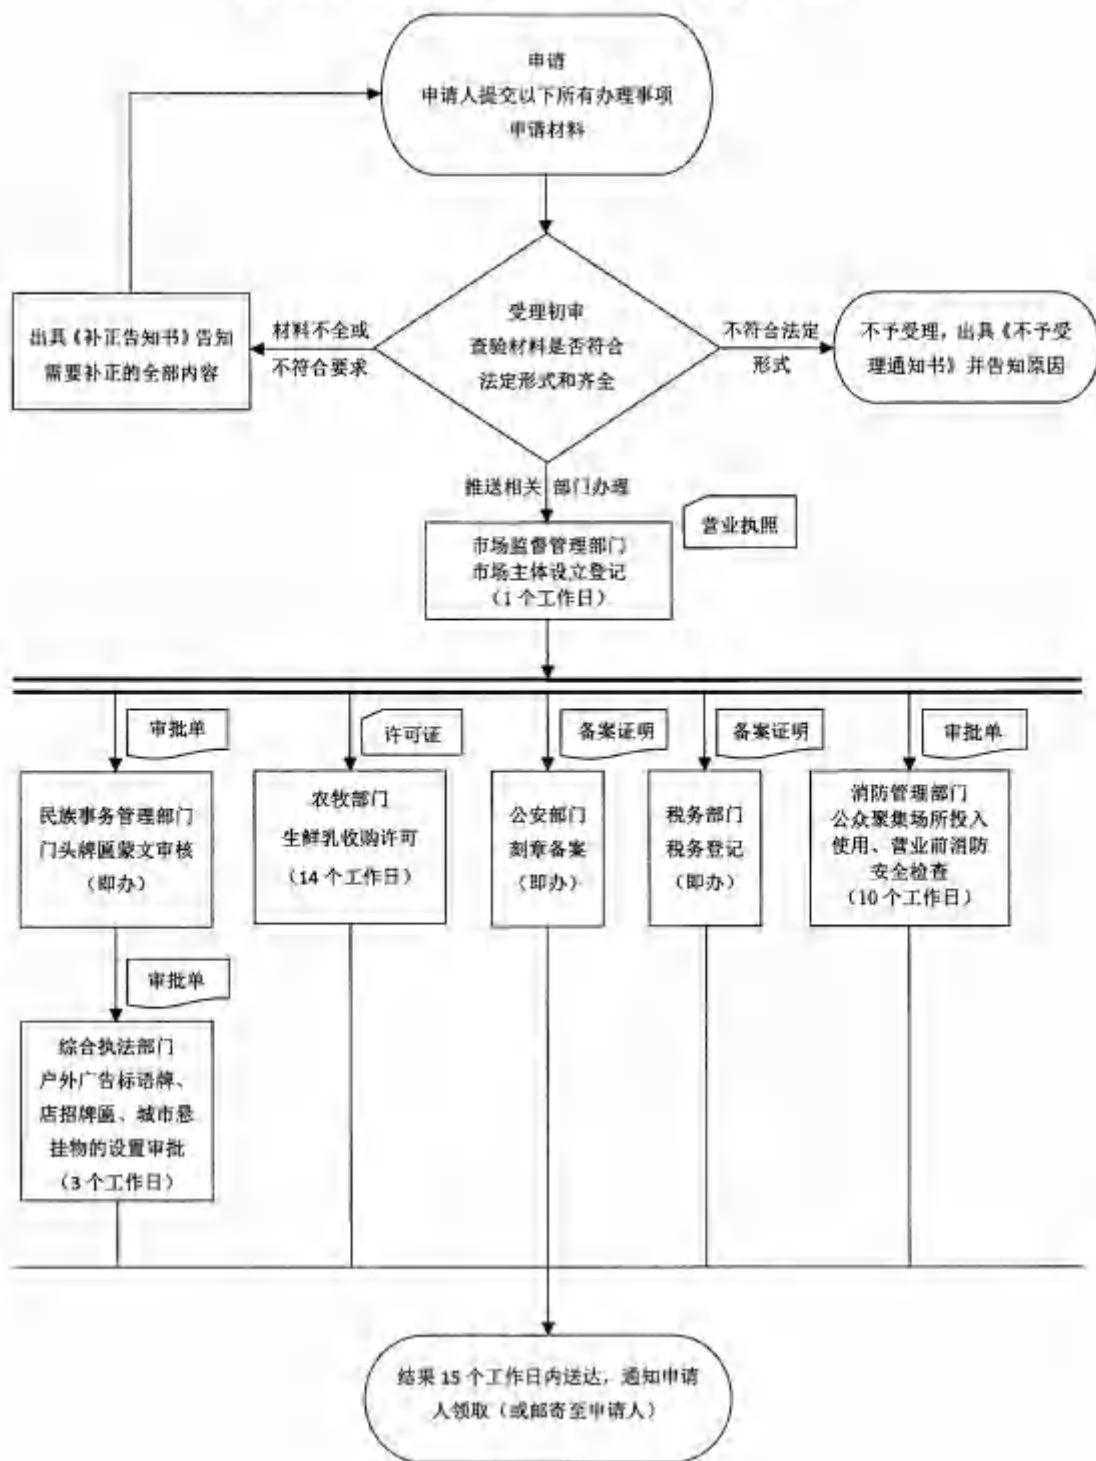 申请
申请人提交以下所有办理事项
申请材料
受理初审
查验材料是否符合
法定形式和齐全
材料不全或
不符合要求
出具《补正告知书》告知
需要补正的全部内容
不符合法定
形式
不予受理，出具《不予受
理通知书》并告知原因
推送相关 部门办理
营业执照
市场监督管理部门
市场主体设立登记
（1 个工作日）
审批单
许可证
备案证明
备案证明
审批单
民族事务管理部门
门头牌匾蒙文审核
（即办）
农牧部门
生鲜乳收购许可
（14 个工作日）
公安部门
刻章备案
（即办）
税务部门
税务登记
（即办）
消防管理部门
公众聚集场所投入
使用、营业前消防
安全检查
（10 个工作日）
审批单
综合执法部门
户外广告标语牌、
店招牌匾、城市悬
挂物的设置审批
（3 个工作日）
结果 15 个工作日内送达，通知申请
人领取（或邮寄至申请人）